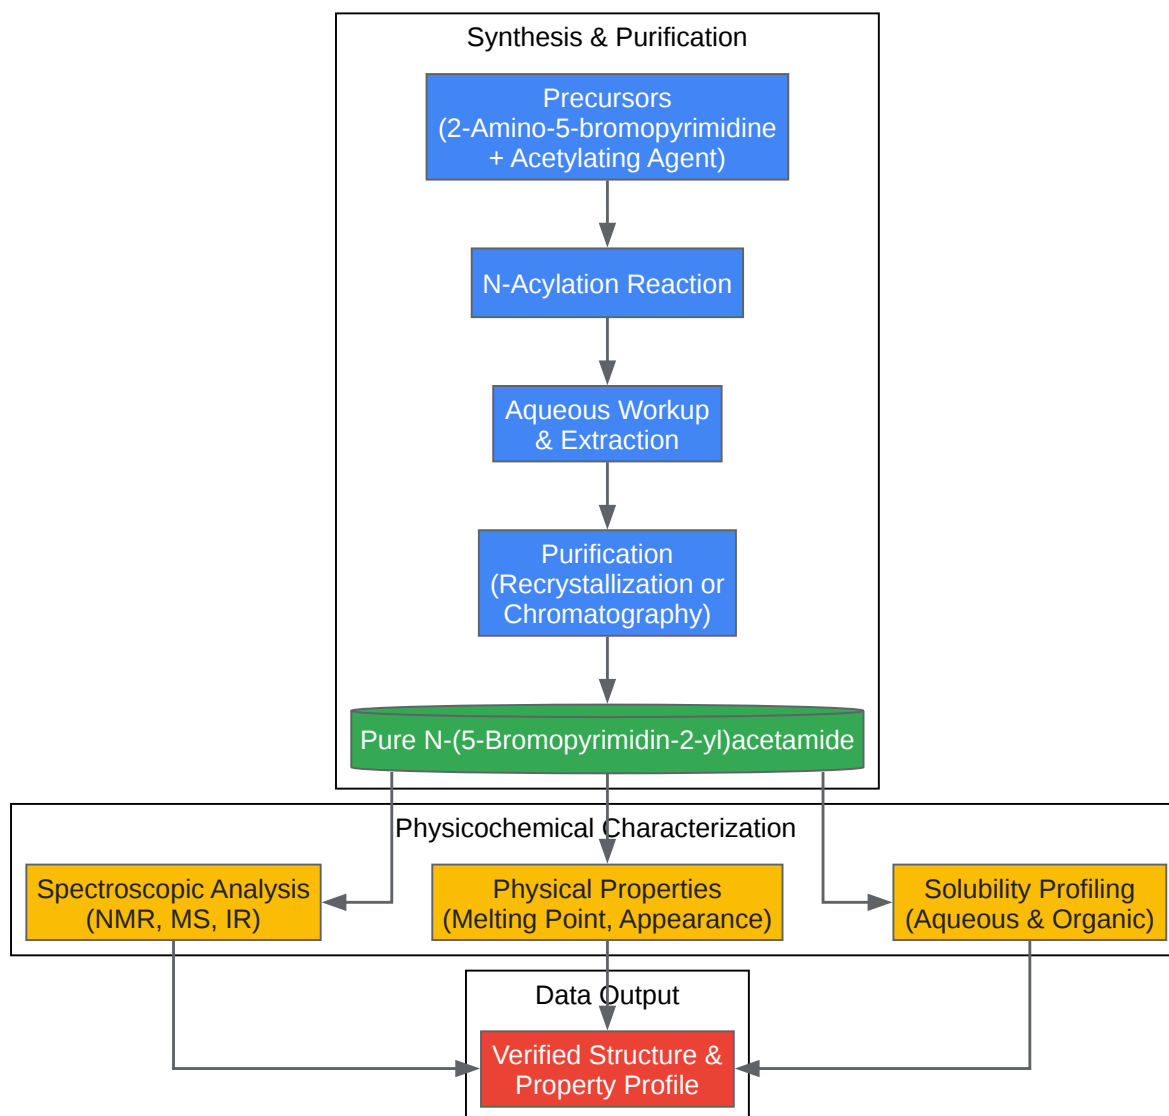 Synthesis & Purification
Precursors
(2-Amino-5-bromopyrimidine
+ Acetylating Agent)
N-Acylation Reaction
Aqueous Workup
& Extraction
Purification
(Recrystallization or
Chromatography)
Pure N-(5-Bromopyrimidin-2-yl)acetamide
Physicochemical Characterization
Spectroscopic Analysis
(NMR, MS, IR)
Physical Properties
(Melting Point, Appearance)
Solubility Profiling
(Aqueous & Organic)
Data Output
Verified Structure &
Property Profile